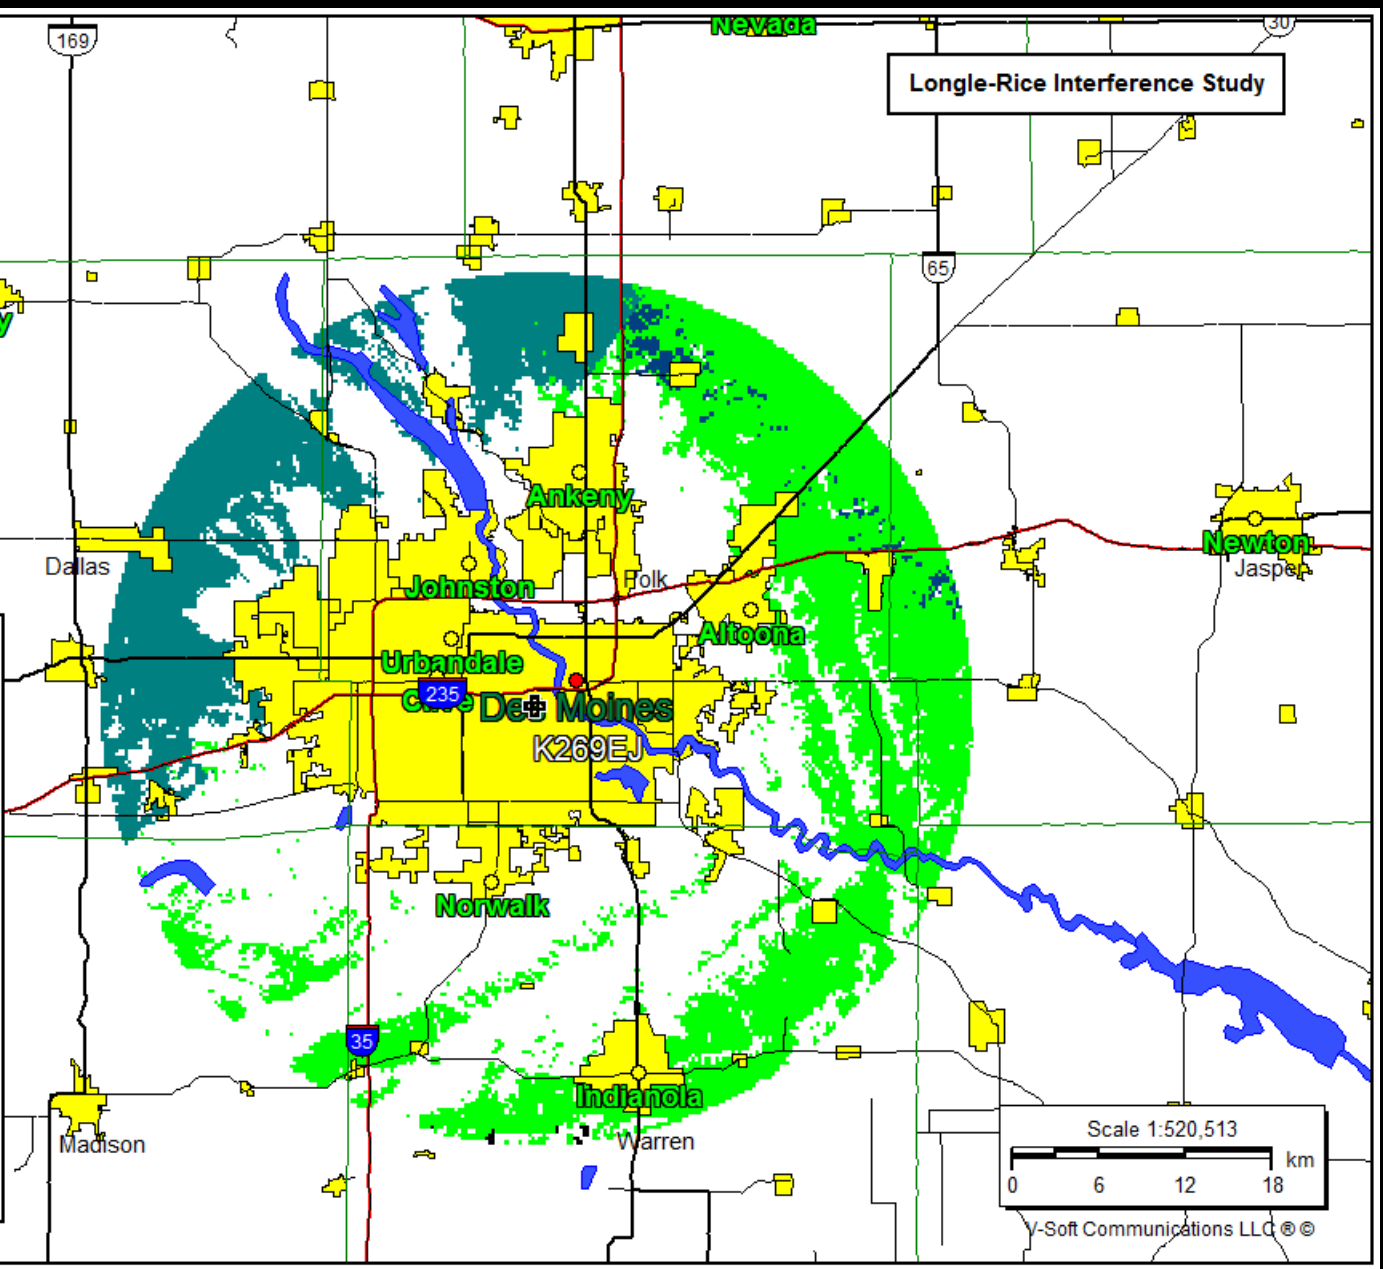 Nevada
169
30
Longle-Rice Interference Study
65
y
Ankeny
Newton
Dallas
Jasper
Polk
Johnston
Altoona
Urbandale
235
Clive
Des Moines
K269EJ
Norwalk
35
Indianola
Madison
Warren
Scale 1:520,513
km
0 6 12 18
V-Soft Communications LLC ® ©